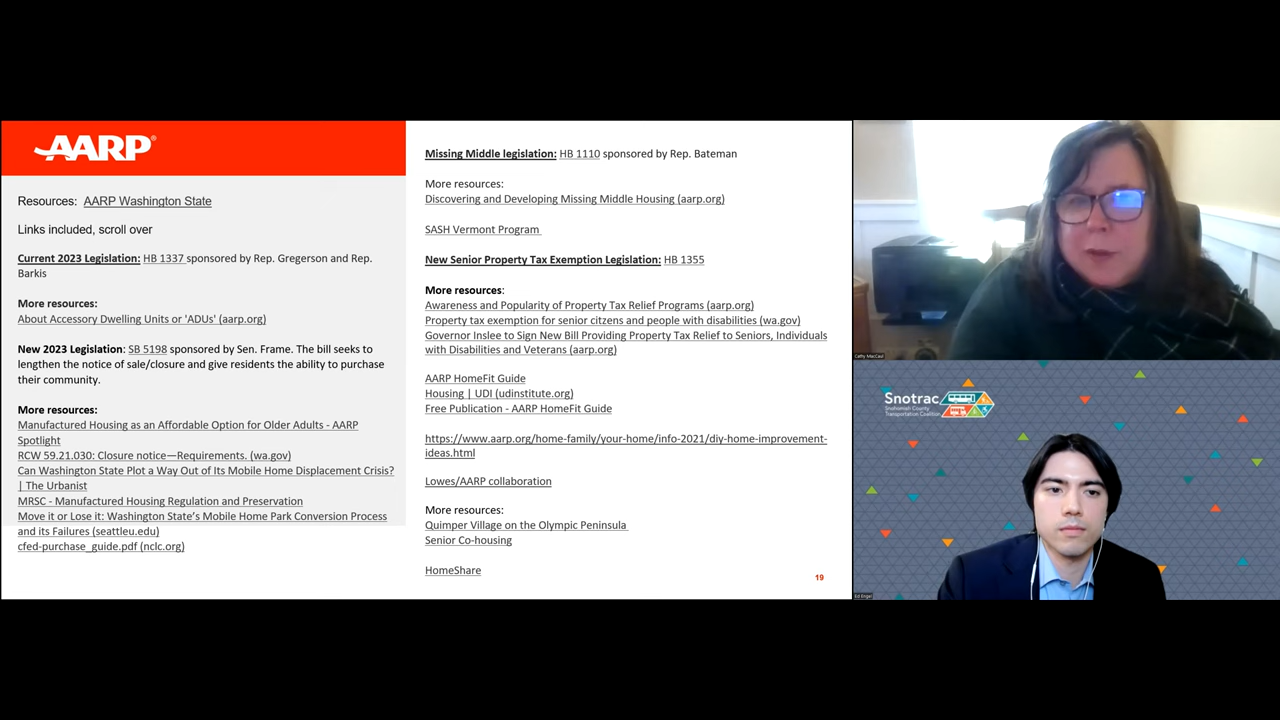 AARP®
Resources: AARP Washington State
Links included, scroll over
Current 2023 Legislation: HB 1337 sponsored by Rep. Gregerson and Rep.
Barkis
More resources:
About Accessory Dwelling Units or 'ADUs' (aarp.org)
New 2023 Legislation: SB 5198 sponsored by Sen. Frame. The bill seeks to
lengthen the notice of sale/closure and give residents the ability to purchase
their community.
More resources:
Manufactured Housing as an Affordable Option for Older Adults - AARP
Spotlight
RCW 59.21.030: Closure notice—Requirements. (wa.gov)
Can Washington State Plot a Way Out of Its Mobile Home Displacement Crisis?
| The Urbanist
MRSC - Manufactured Housing Regulation and Preservation
Move it or Lose it: Washington State's Mobile Home Park Conversion Process
and its Failures (seattleu.edu)
cfed-purchase_guide.pdf (nclc.org)
Missing Middle legislation: HB 1110 sponsored by Rep. Bateman
More resources:
Discovering and Developing Missing Middle Housing (aarp.org)
SASH Vermont Program
New Senior Property Tax Exemption Legislation: HB 1355
More resources:
Awareness and Popularity of Property Tax Relief Programs (aarp.org)
Property tax exemption for senior citzens and people with disabilities (wa.gov)
Governor Inslee to Sign New Bill Providing Property Tax Relief to Seniors, Individuals
with Disabilities and Veterans (aarp.org)
AARP HomeFit Guide
Housing | UDI (udinstitute.org)
Free Publication - AARP HomeFit Guide
https://www.aarp.org/home-family/your-home/info-2021/diy-home-improvement-
ideas.html
Lowes/AARP collaboration
More resources:
Quimper Village on the Olympic Peninsula
Senior Co-housing
HomeShare
19
Cathy MacCaul
Snotrac
Snohomish County
Transportation Coalition
Ed Engel